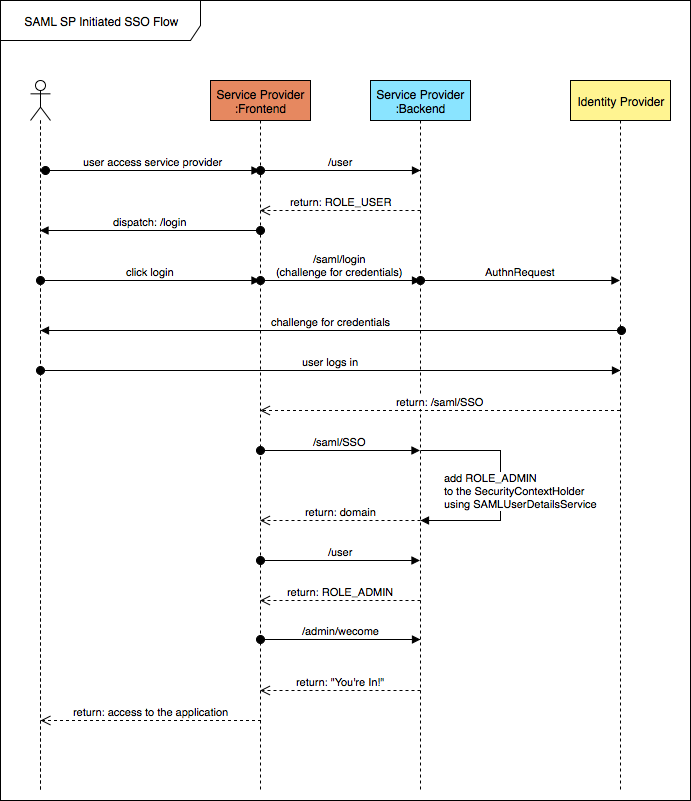 SAML SP Initiated SSO Flow
Service Provider
:Frontend
Service Provider
:Backend
Identity Provider
user access service provider
/user
return: ROLE_USER
dispatch: /login
click login
/saml/login
(challenge for credentials)
AuthnRequest
challenge for credentials
user logs in
return: /saml/SSO
/saml/SSO
add ROLE_ADMIN
to the SecurityContextHolder
using SAMLUserDetailsService
return: domain
/user
return: ROLE_ADMIN
/admin/wecome
return: "You're In!"
return: access to the application